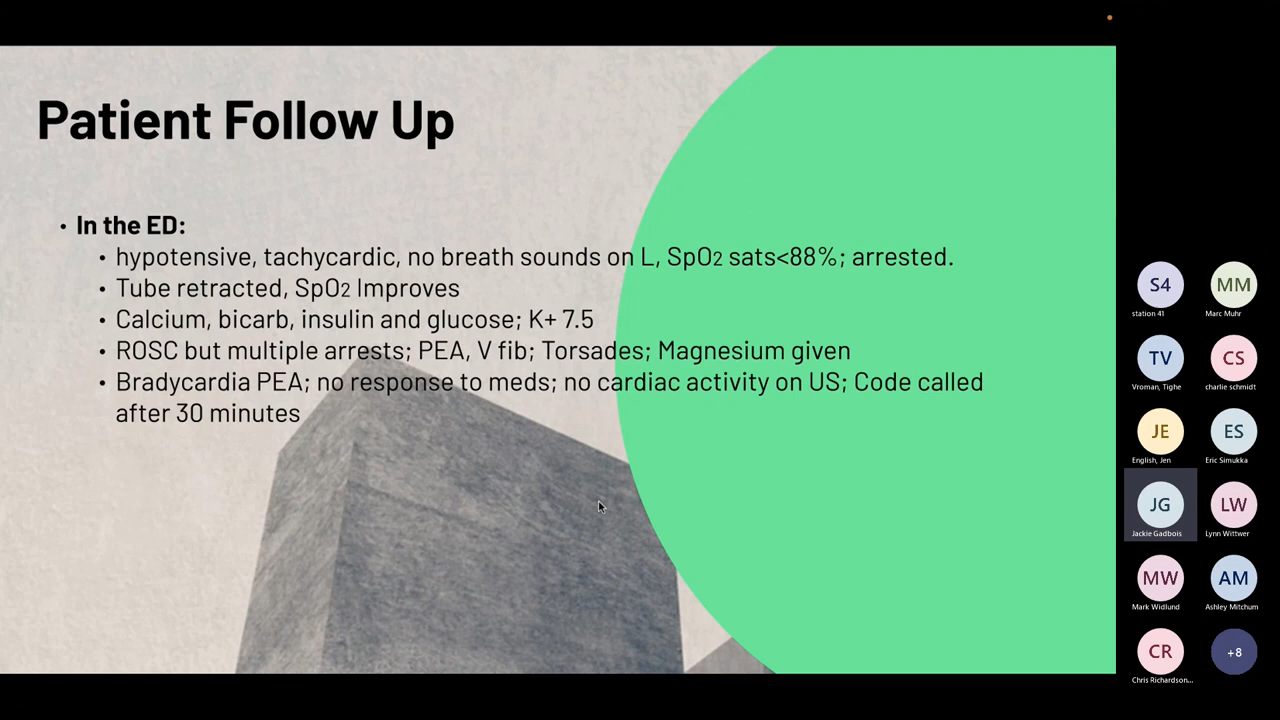 Patient Follow Up
• In the ED:
• hypotensive, tachycardic, no breath sounds on L, SpO2 sats<88%; arrested.
• Tube retracted, SpO2 Improves
• Calcium, bicarb, insulin and glucose; K+ 7.5
• ROSC but multiple arrests; PEA, V fib; Torsades; Magnesium given
• Bradycardia PEA; no response to meds; no cardiac activity on US; Code called
after 30 minutes
S4
MM
station 41
Marc Muhr
TV
CS
Vroman, Tighe
charlie schmidt
JE
ES
English, Jen
Eric Simukka
JG
LW
Jackie Gadbois
Lynn Wittwer
MW
AM
Mark Widlund
Ashley Mitchum
CR
+8
Chris Richardson...